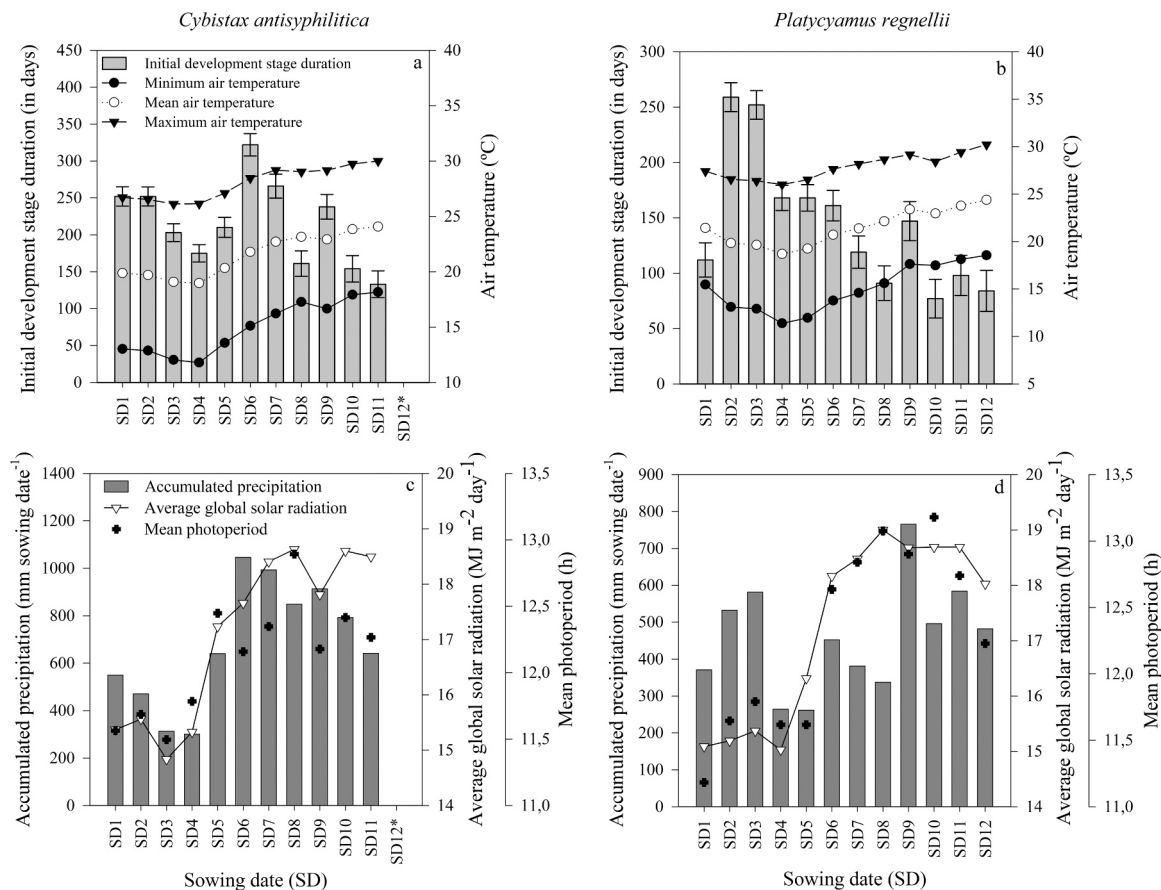 Cybistax antisyphilitica
Platycyamus regnellii
Initial development stage duration (in days)
450
400
350
300
250
200
150
100
50
0
Initial development stage duration
Minimum air temperature
Mean air temperature
Maximum air temperature
a
40
35
30
25
20
15
10
Air temperature (ºC)
SD1
SD2
SD3
SD4
SD5
SD6
SD7
SD8
SD9
SD10
SD11
SD12*
Initial development stage duration (in days)
300
250
200
150
100
50
0
b
40
35
30
25
20
15
10
5
Air temperature (ºC)
SD1
SD2
SD3
SD4
SD5
SD6
SD7
SD8
SD9
SD10
SD11
SD12
Accumulated precipitation (mm sowing date-1)
1400
1200
1000
800
600
400
200
0
Accumulated precipitation
Average global solar radiation
Mean photoperiod
c
20
19
18
17
16
15
14
Average global solar radiation (MJ m-2 day-1)
13,5
13,0
12,5
12,0
11,5
11,0
Mean photoperiod (h)
SD1
SD2
SD3
SD4
SD5
SD6
SD7
SD8
SD9
SD10
SD11
SD12*
Sowing date (SD)
Accumulated precipitation (mm sowing date-1)
900
800
700
600
500
400
300
200
100
0
d
20
19
18
17
16
15
14
Average global solar radiation (MJ m-2 day-1)
13,5
13,0
12,5
12,0
11,5
11,0
Mean photoperiod (h)
SD1
SD2
SD3
SD4
SD5
SD6
SD7
SD8
SD9
SD10
SD11
SD12
Sowing date (SD)